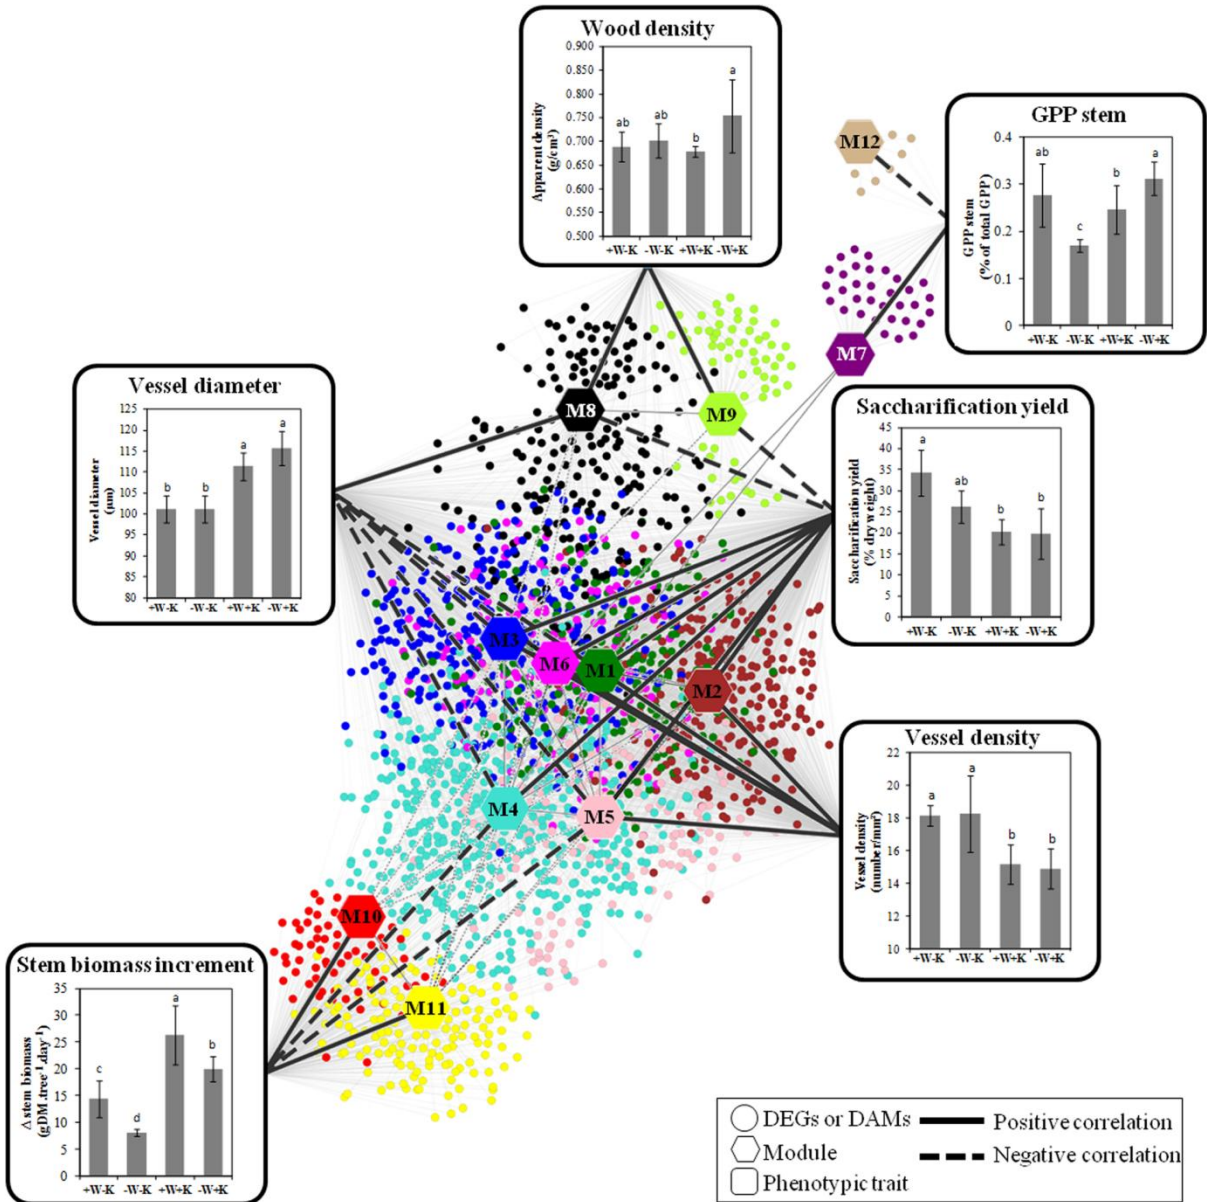 Wood density
0.900
0.850
0.800
0.750
0.700
0.650
0.600
0.550
0.500
Apparent density
(g/cm³)
ab
ab
b
a
+W-K -W-K +W+K -W+K
GPP stem
0.4
0.3
0.2
0.1
0
GPP stem
(% of total GPP)
ab
c
b
a
+W-K -W-K +W+K -W+K
M12
M7
Vessel diameter
125
120
115
110
105
100
95
90
85
80
Vessel diameter
(µm)
b
b
a
a
+W-K -W-K +W+K -W+K
M8
M9
Saccharification yield
45
40
35
30
25
20
15
10
5
0
Saccharification yield
(% dry weight)
a
ab
b
b
+W-K -W-K +W+K -W+K
M3
M6
M1
M2
M4
M5
Vessel density
22
20
18
16
14
12
10
Vessel density
(number/mm²)
a
a
b
b
+W-K -W-K +W+K -W+K
M10
M11
Stem biomass increment
35
30
25
20
15
10
5
0
Δ stem biomass
(gDM.tree⁻¹.day⁻¹)
c
d
a
b
+W-K -W-K +W+K -W+K
DEGs or DAMs
Positive correlation
Module
Negative correlation
Phenotypic trait